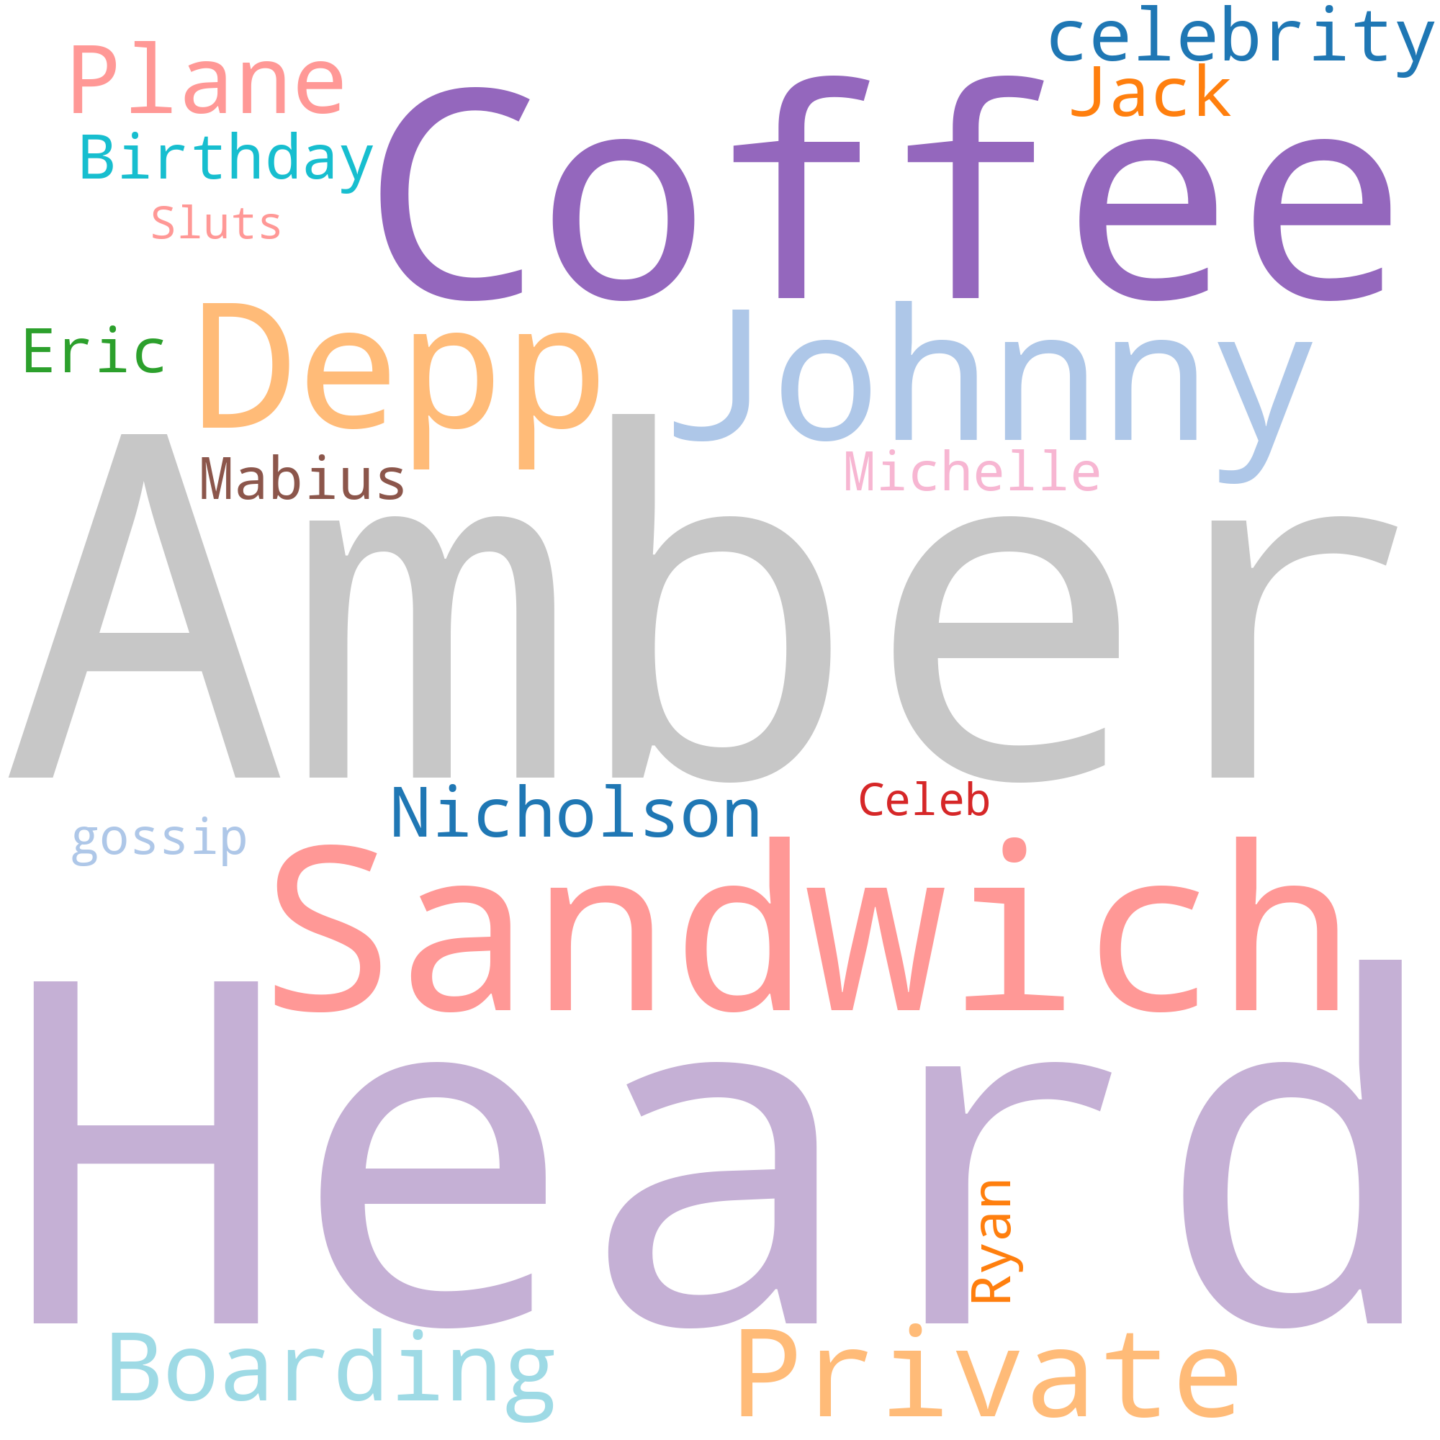 celebrity
Plane
Jack
Coffee
Birthday
Sluts
Depp
Johnny
Eric
Mabius
Michelle
Amber
Nicholson
Celeb
gossip
Sandwich
Heard
Ryan
Boarding
Private